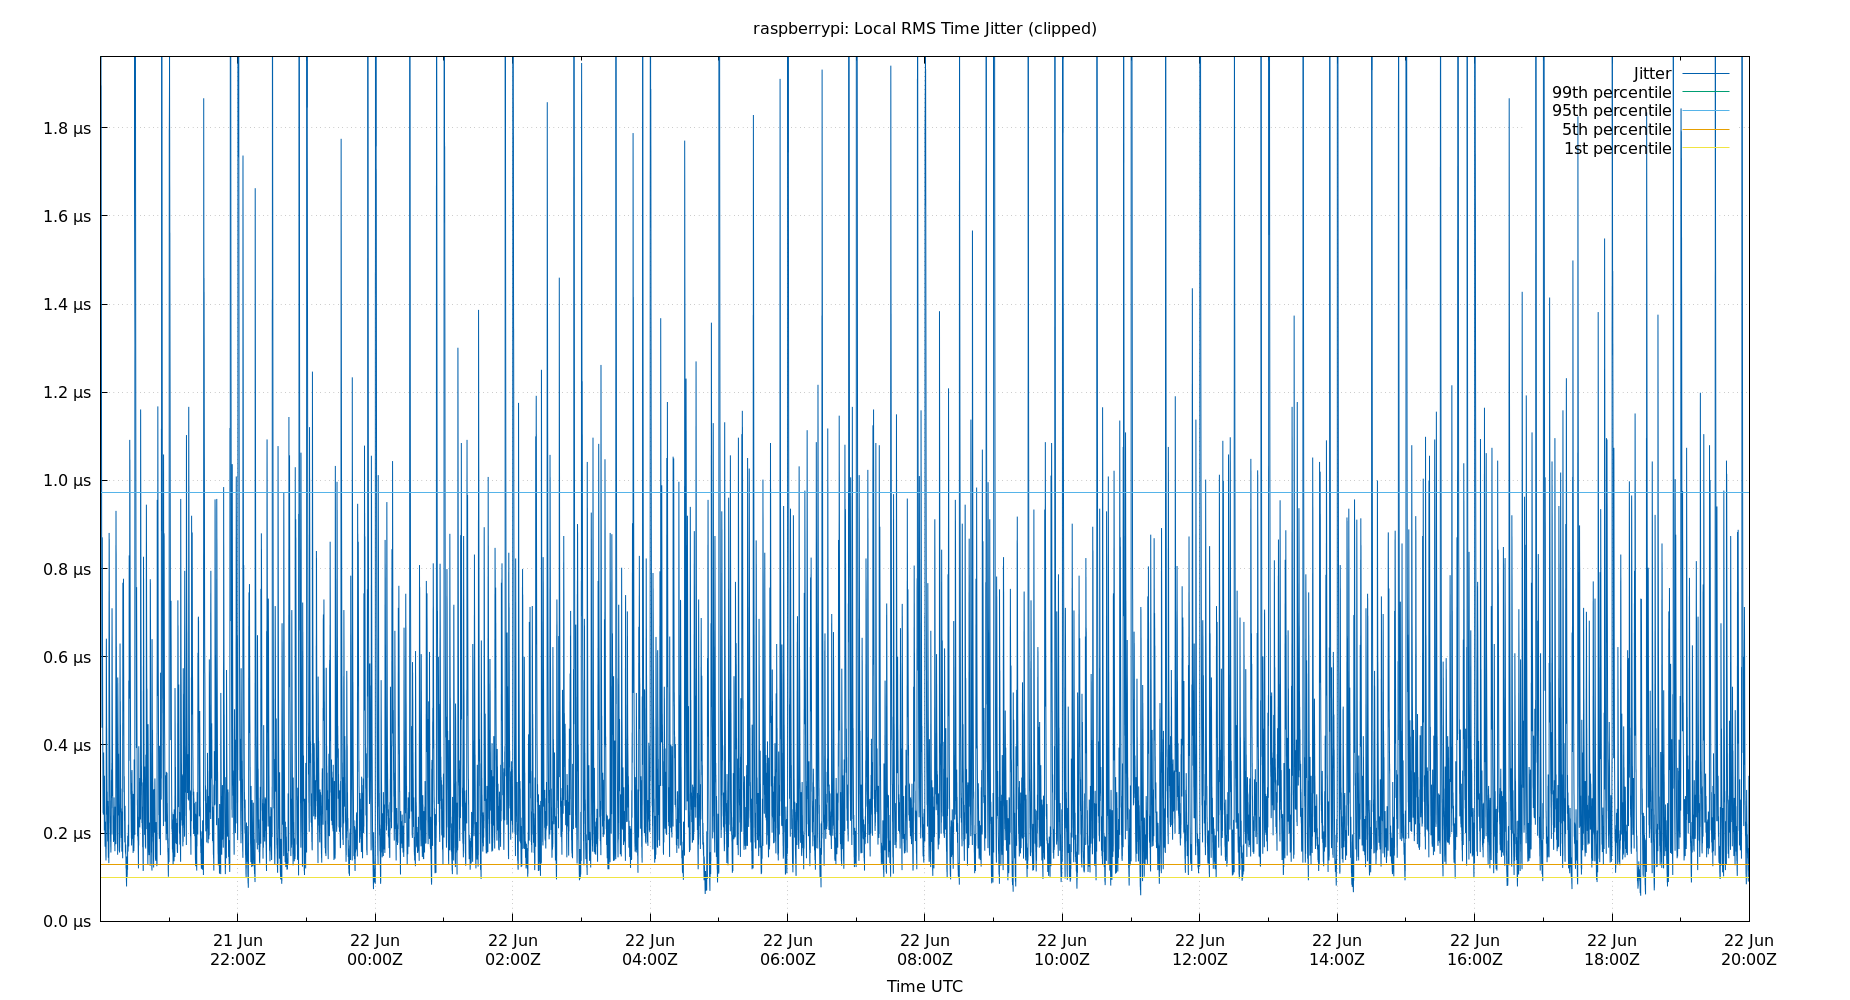 raspberrypi: Local RMS Time Jitter (clipped)
Jitter
99th percentile
95th percentile
5th percentile
1st percentile
1.8 µs
1.6 µs
1.4 µs
1.2 µs
1.0 µs
0.8 µs
0.6 µs
0.4 µs
0.2 µs
0.0 µs
21 Jun 22 Jun 22 Jun 22 Jun 22 Jun 22 Jun 22 Jun 22 Jun 22 Jun 22 Jun 22 Jun 22 Jun
22:00Z 00:00Z 02:00Z 04:00Z 06:00Z 08:00Z 10:00Z 12:00Z 14:00Z 16:00Z 18:00Z 20:00Z
Time UTC